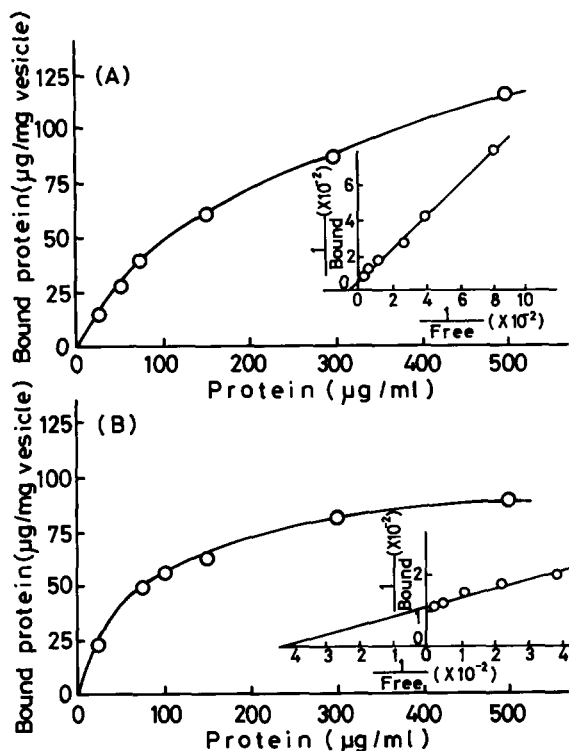 (A)
Bound protein (µg/mg vesicle)
125
100
75
50
25
0
0 100 200 300 400 500
Protein (µg/ml)
1/Bound (X10⁻²)
6
4
2
0
0 2 4 6 8 10
1/Free (X10⁻²)
(B)
Bound protein (µg/mg vesicle)
125
100
75
50
25
0
0 100 200 300 400 500
Protein (µg/ml)
1/Bound (X10⁻²)
2
1
0
4 3 2 1 0 1 2 3 4
1/Free (X10⁻²)